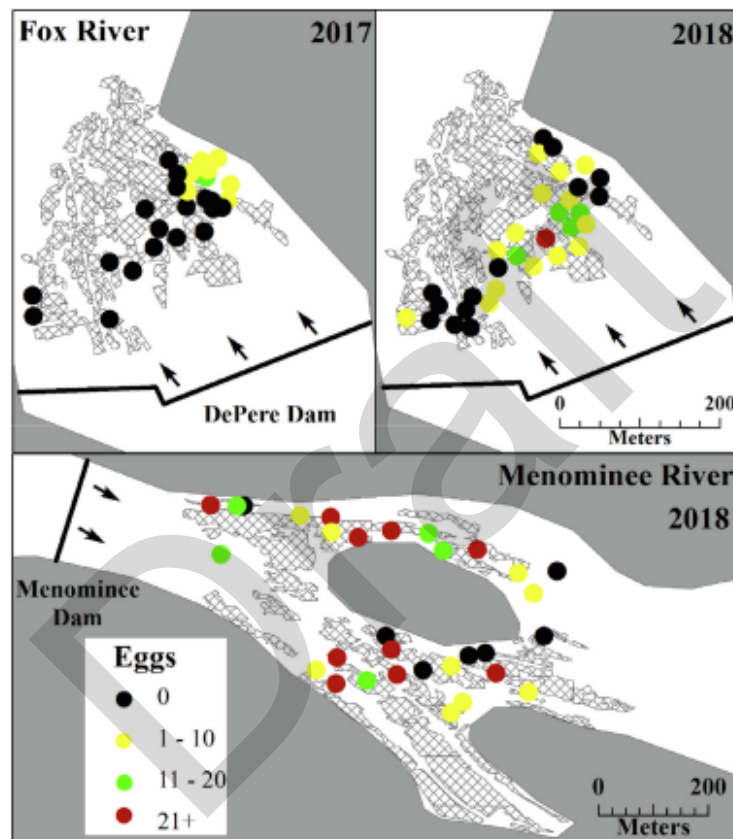 Fox River 2017
2018
DePere Dam
0 200
Meters
Menominee River
2018
Menominee
Dam
Eggs
0
1 - 10
11 - 20
21+
0 200
Meters
Draft